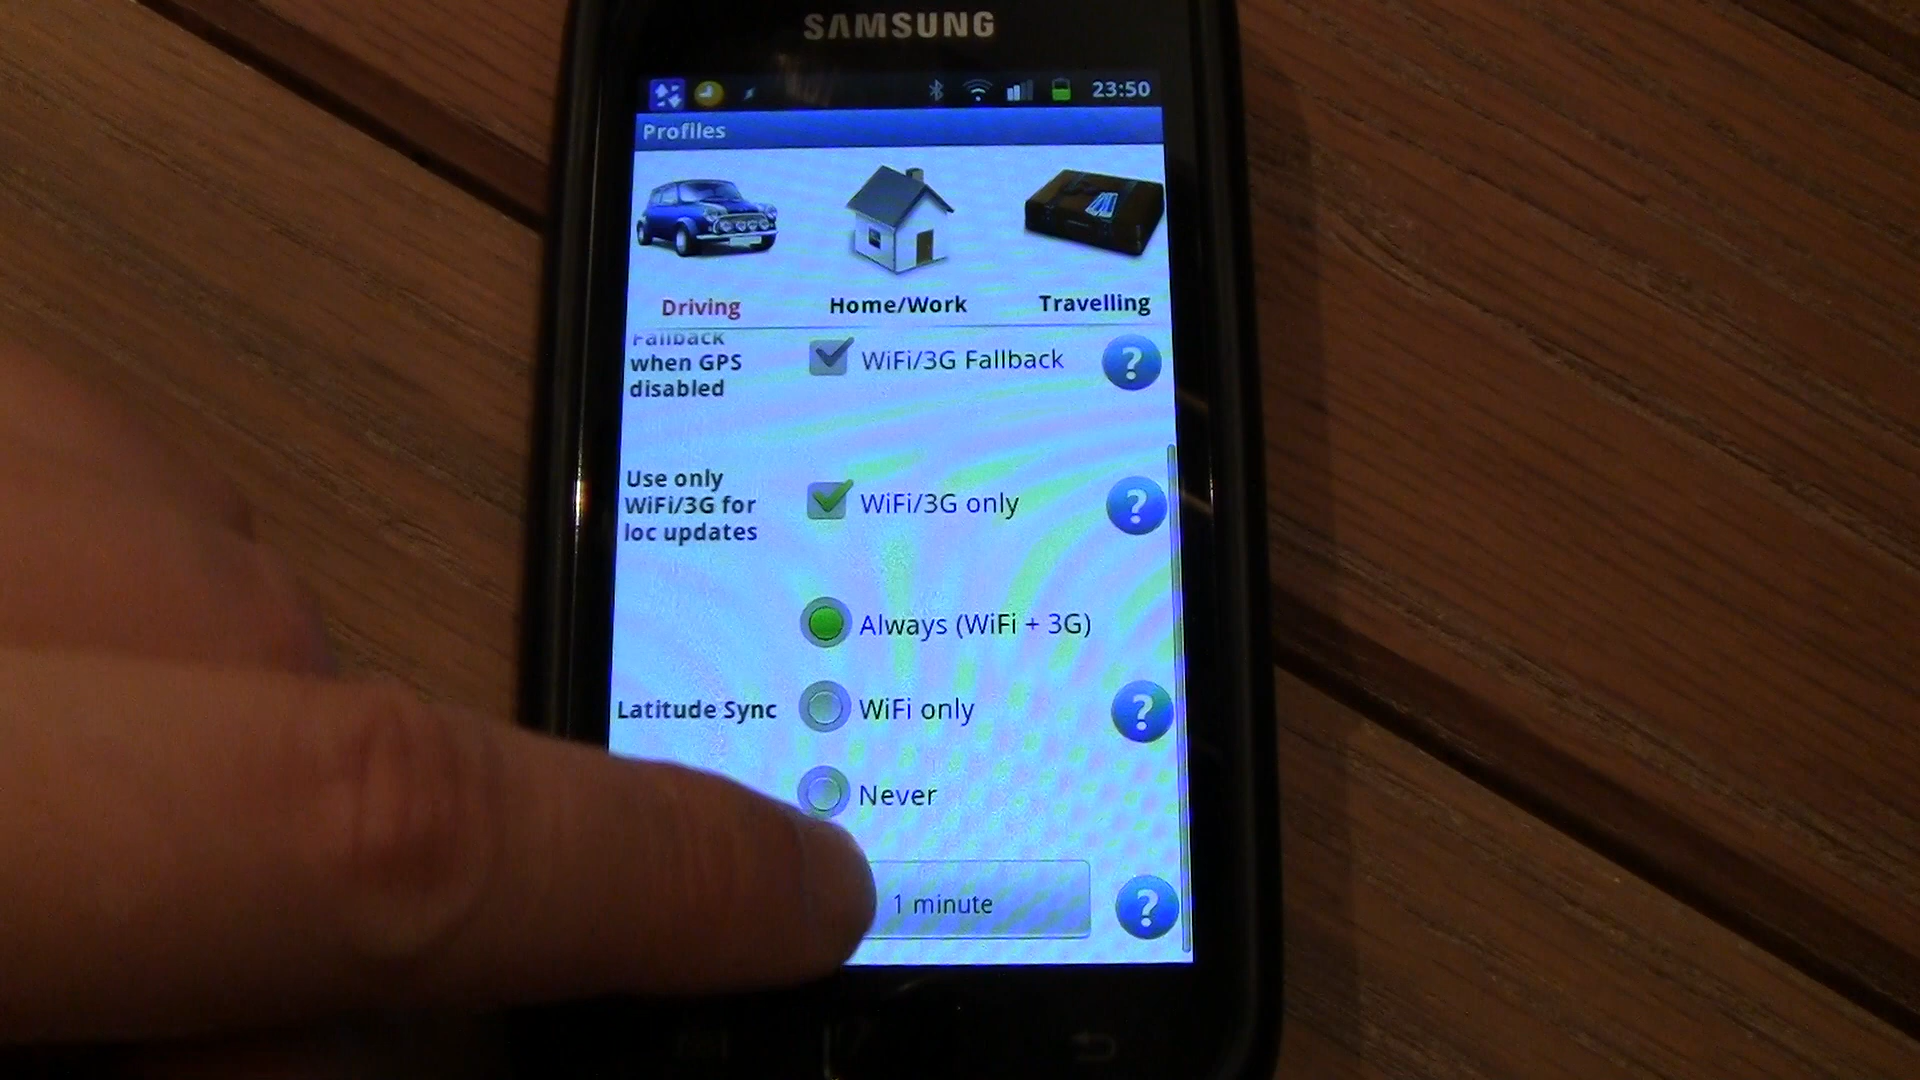 SAMSUNG
23:50
Profiles
Driving
Home/Work
Travelling
Fallback
when GPS
disabled
WiFi/3G Fallback
?
Use only
WiFi/3G for
loc updates
WiFi/3G only
?
Always (WiFi + 3G)
Latitude Sync
WiFi only
?
Never
1 minute
?